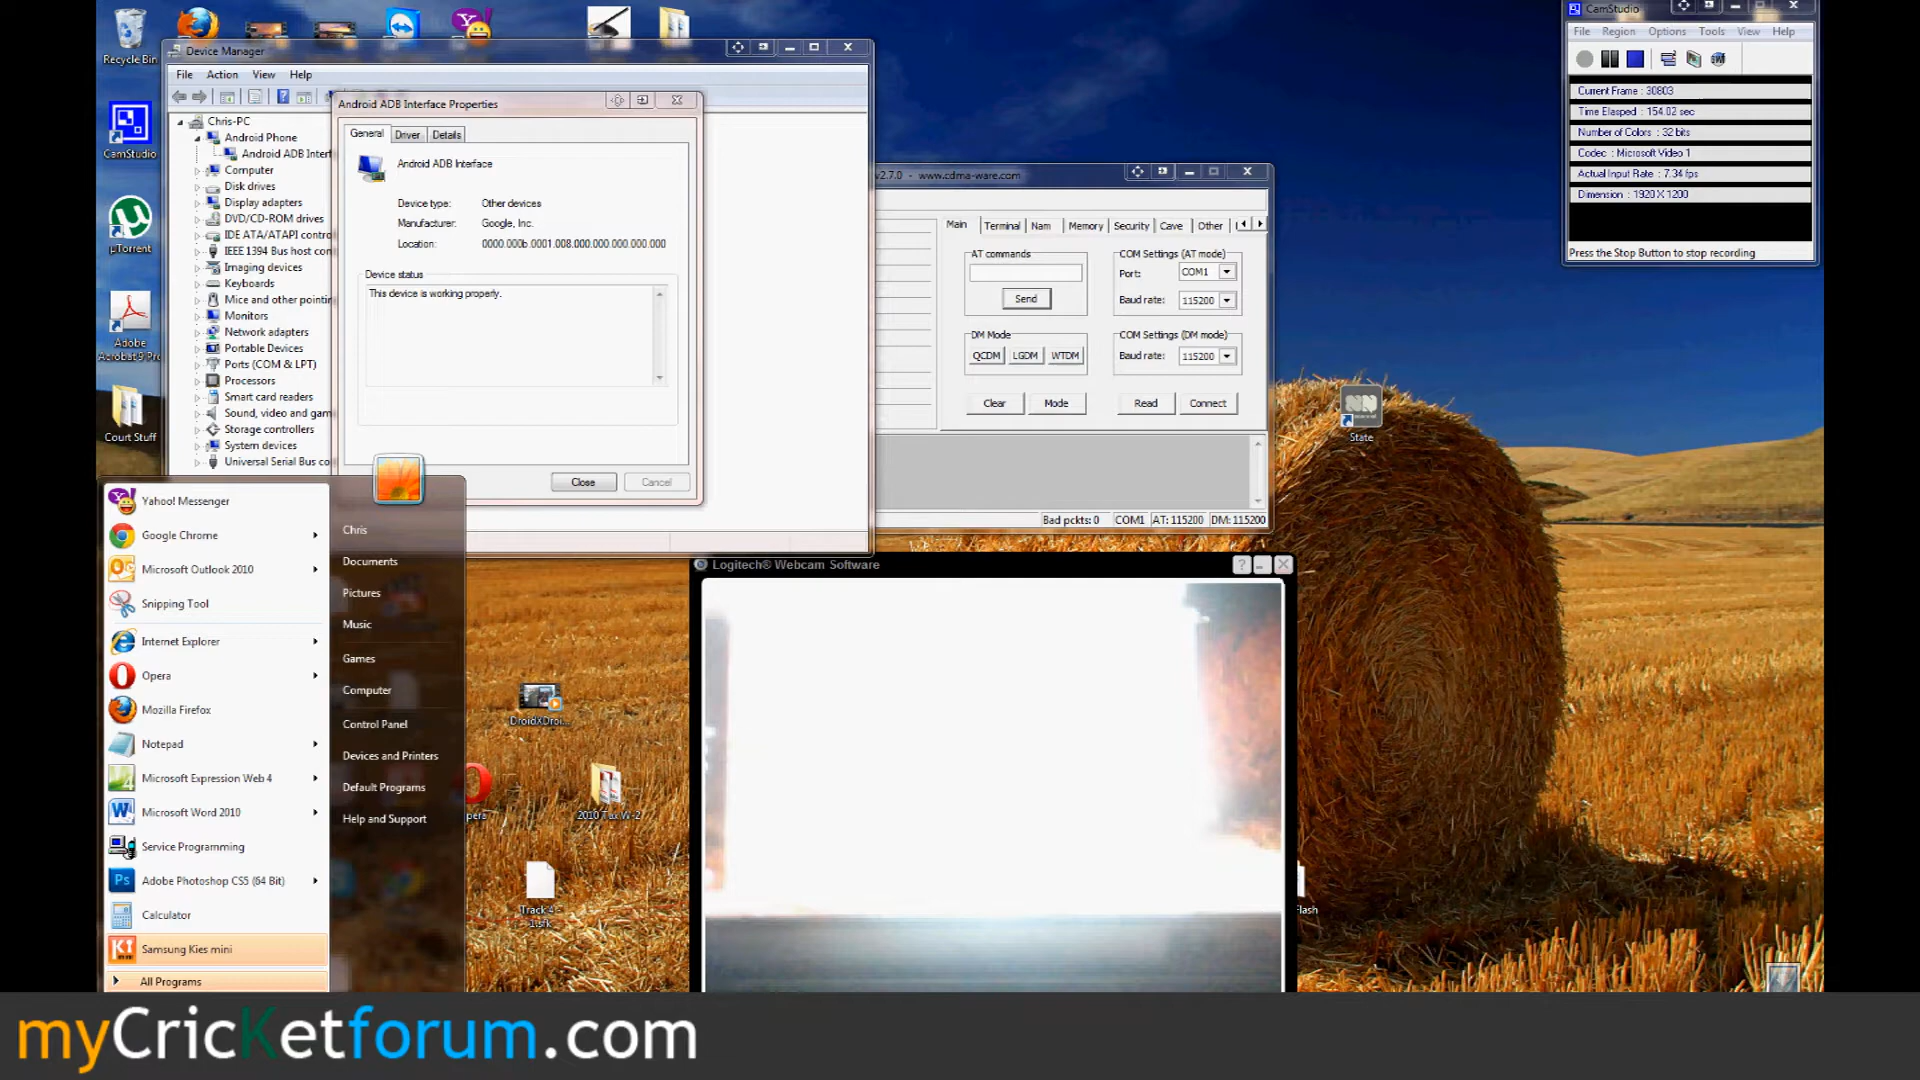 Recycle Bin
CamStudio
µTorrent
Adobe
Acrobat 9 Pro
Court Stuff
Device Manager
File Action View Help
Chris-PC
Android Phone
Android ADB Interf
Computer
Disk drives
Display adapters
DVD/CD-ROM drives
IDE ATA/ATAPI contro
IEEE 1394 Bus host con
Imaging devices
Keyboards
Mice and other pointin
Monitors
Network adapters
Portable Devices
Ports (COM & LPT)
Processors
Smart card readers
Sound, video and gam
Storage controllers
System devices
Universal Serial Bus co
Android ADB Interface Properties
General Driver Details
Android ADB Interface
Device type: Other devices
Manufacturer: Google, Inc.
Location: 0000.000b.0001.008.000.000.000.000.000
Device status
This device is working properly.
Close Cancel
v2.7.0 - www.cdma-ware.com
Main Terminal Nam Memory Security Cave Other
AT commands
Send
COM Settings (AT mode)
Port: COM1
Baud rate: 115200
DM Mode
QCDM LGDM WTDM
COM Settings (DM mode)
Baud rate: 115200
Clear Mode Read Connect
Bad pckts: 0 COM1 AT: 115200 DM: 115200
CamStudio
File Region Options Tools View Help
Current Frame : 30803
Time Elapsed : 154.02 sec
Number of Colors : 32 bits
Codec : Microsoft Video 1
Actual Input Rate : 7.34 fps
Dimension : 1920 X 1200
Press the Stop Button to stop recording
State
Yahoo! Messenger
Google Chrome
Microsoft Outlook 2010
Snipping Tool
Internet Explorer
Opera
Mozilla Firefox
Notepad
Microsoft Expression Web 4
Microsoft Word 2010
Service Programming
Adobe Photoshop CS5 (64 Bit)
Calculator
Samsung Kies mini
All Programs
Chris
Documents
Pictures
Music
Games
Computer
Control Panel
Devices and Printers
Default Programs
Help and Support
DroidXDroi...
pera
2010 Tax W-2
Track 4 -
1.sfk
Logitech® Webcam Software
Flash
myCricKetforum.com